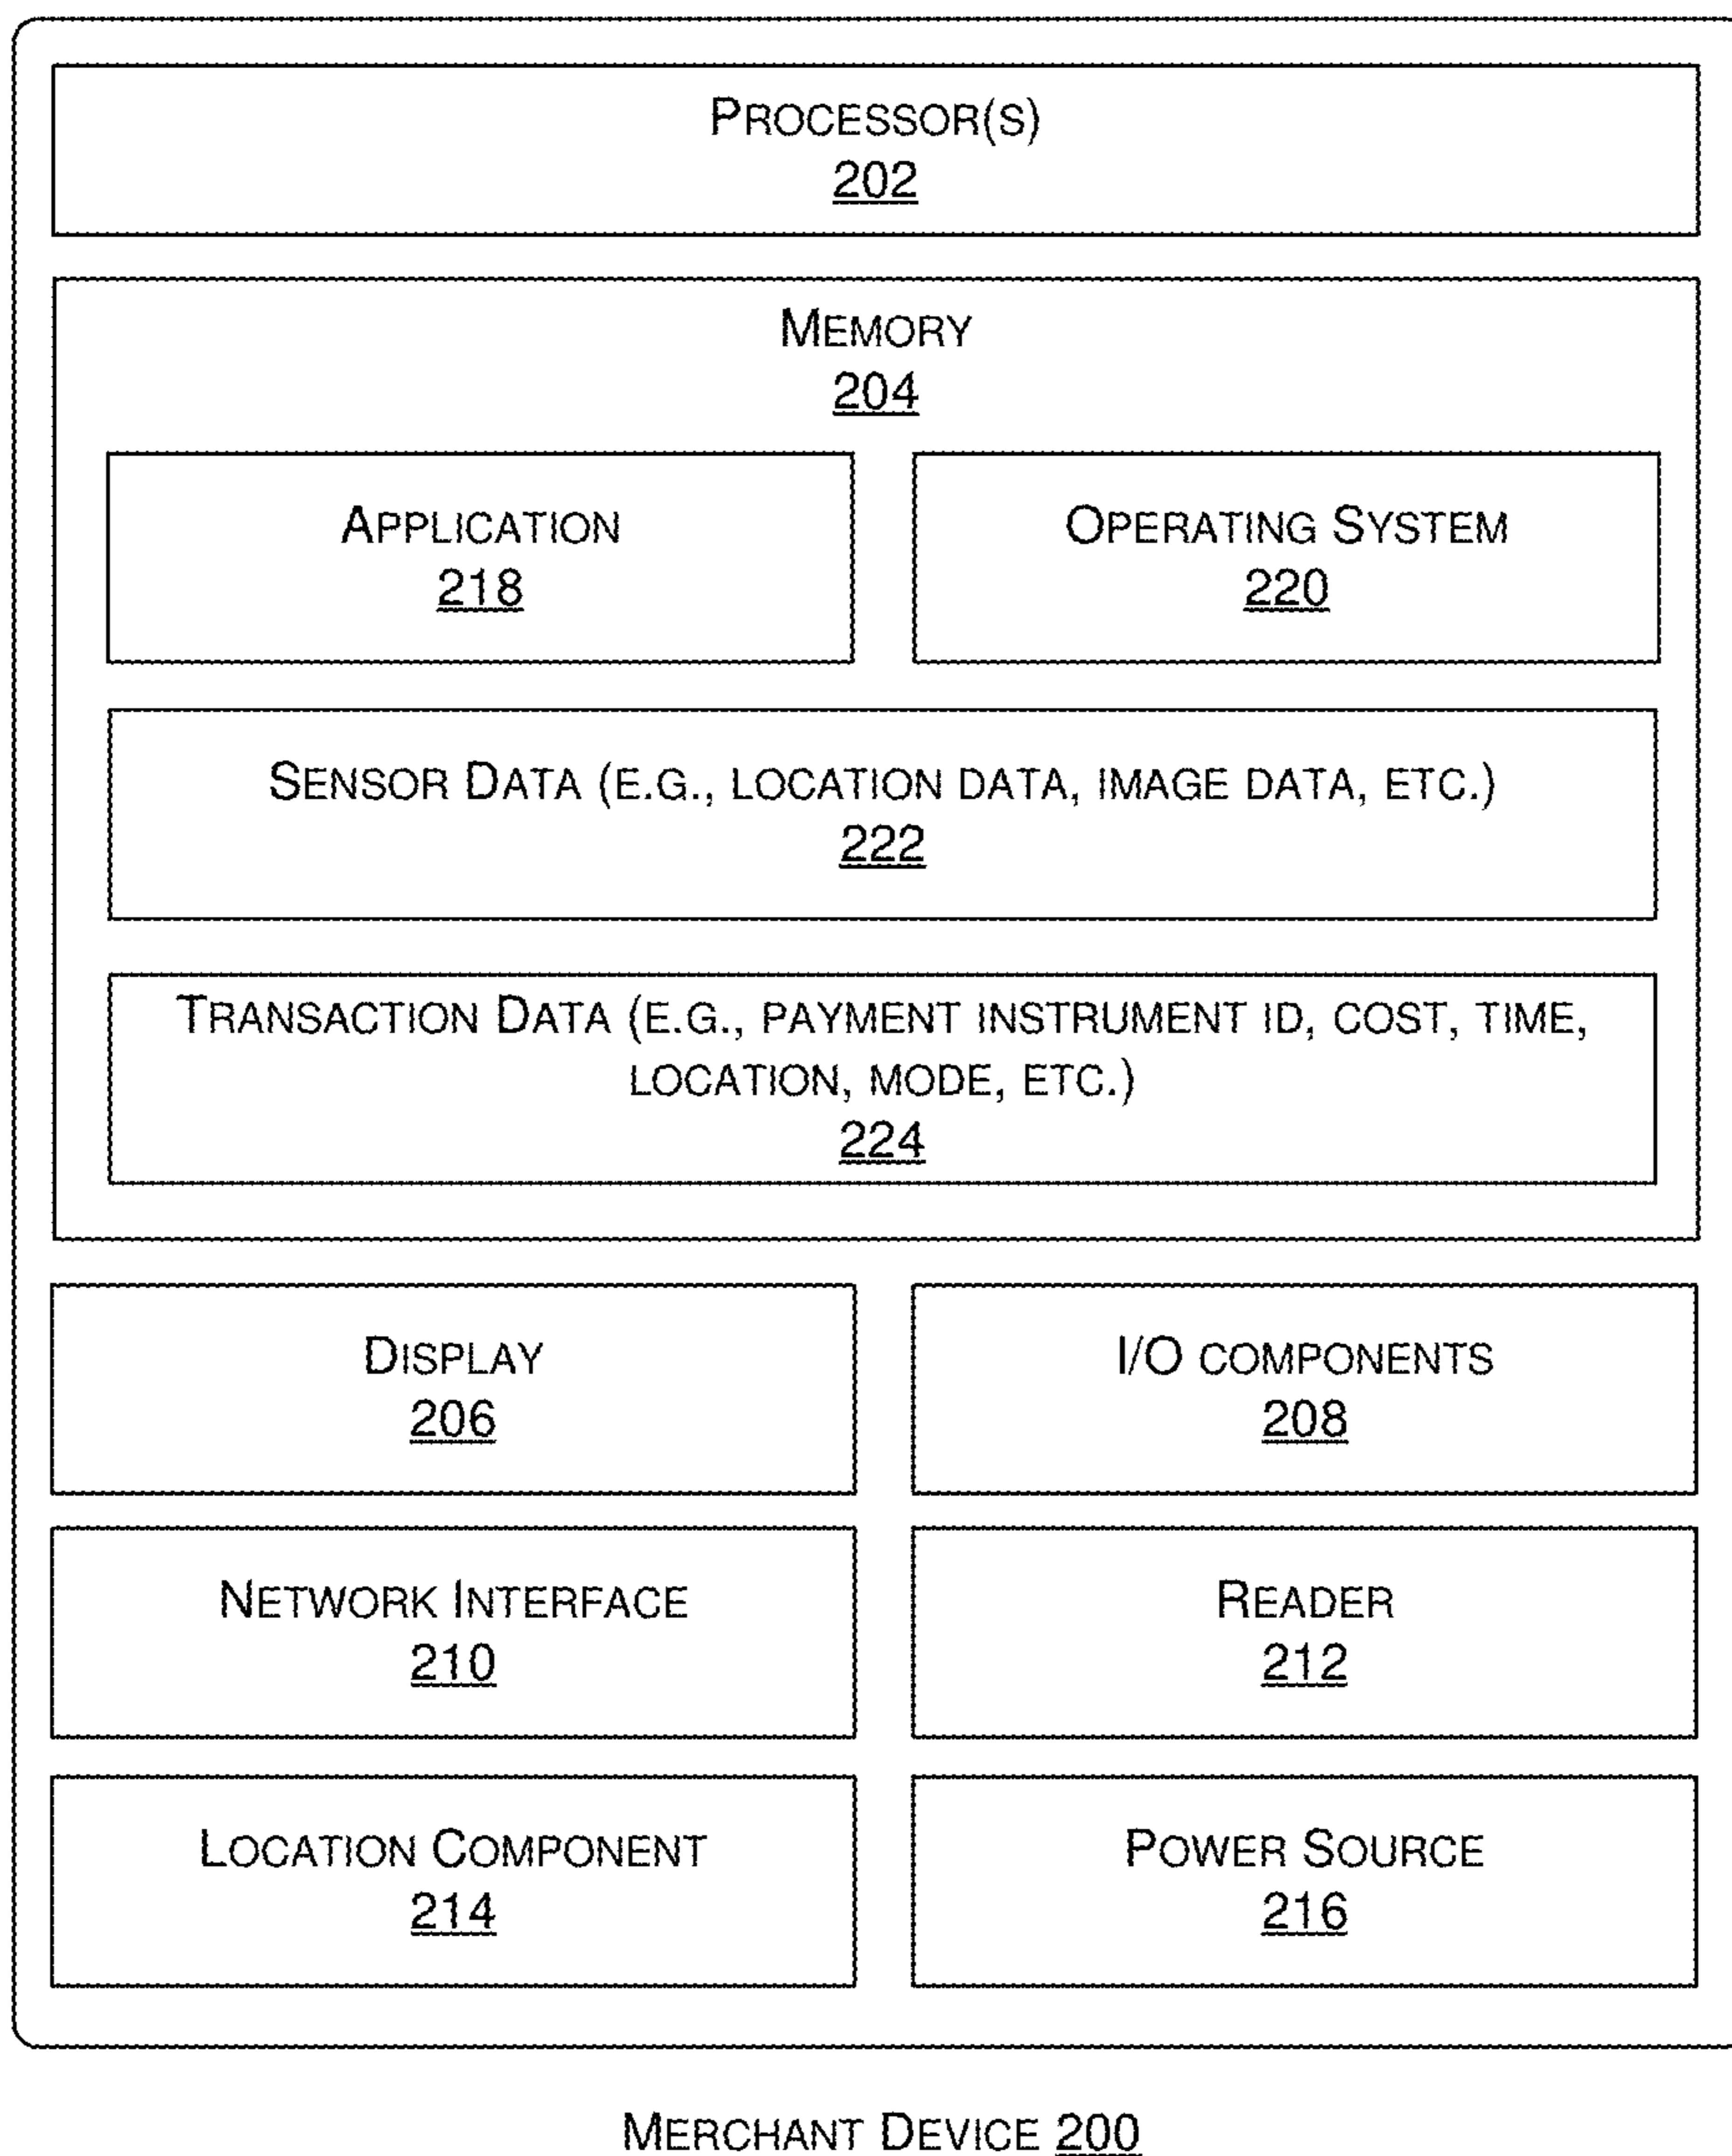 PROCESSOR(S)
202
MEMORY
204
APPLICATION
218
OPERATING SYSTEM
220
SENSOR DATA (E.G., LOCATION DATA, IMAGE DATA, ETC.)
222
TRANSACTION DATA (E.G., PAYMENT INSTRUMENT ID, COST, TIME,
LOCATION, MODE, ETC.)
224
DISPLAY
206
I/O COMPONENTS
208
NETWORK INTERFACE
210
READER
212
LOCATION COMPONENT
214
POWER SOURCE
216
MERCHANT DEVICE 200